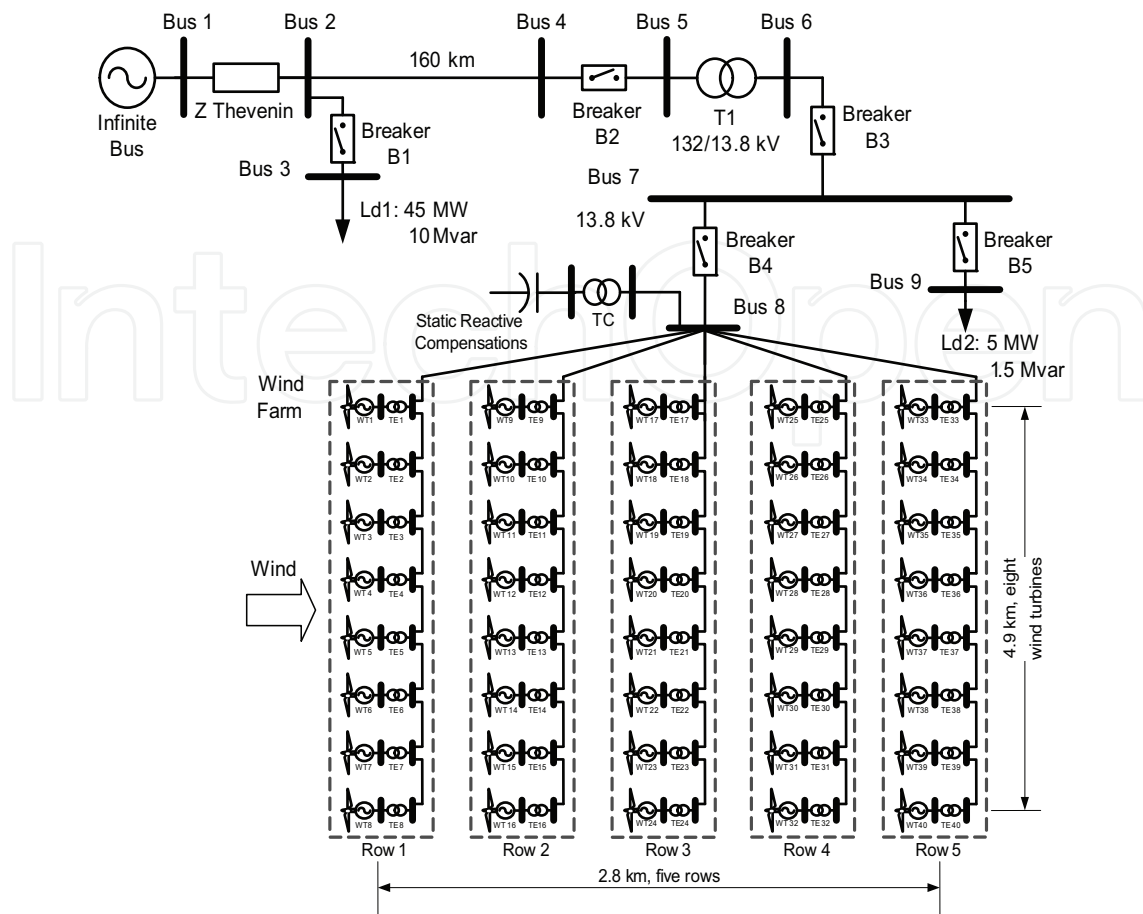 Bus 1
Bus 2
Bus 4
Bus 5
Bus 6
160 km
Z Thevenin
Infinite
Bus
Breaker
B1
Breaker
B2
T1
132/13.8 kV
Breaker
B3
Bus 3
Bus 7
Ld1: 45 MW
10 Mvar
13.8 kV
Breaker
B4
Breaker
B5
Bus 9
IntechOpen
TC
Bus 8
Static Reactive
Compensations
Ld2: 5 MW
1.5 Mvar
Wind
Farm
WT1 TE1 WT9 TE9 WT17 TE17 WT25 TE25 WT33 TE33
WT2 TE2 WT10 TE10 WT18 TE18 WT26 TE26 WT34 TE34
WT3 TE3 WT11 TE11 WT19 TE19 WT27 TE27 WT35 TE35
Wind
WT4 TE4 WT12 TE12 WT20 TE20 WT28 TE28 WT36 TE36
WT5 TE5 WT13 TE13 WT21 TE21 WT29 TE29 WT37 TE37
WT6 TE6 WT14 TE14 WT22 TE22 WT30 TE30 WT38 TE38
WT7 TE7 WT15 TE15 WT23 TE23 WT31 TE31 WT39 TE39
WT8 TE8 WT16 TE16 WT24 TE24 WT32 TE32 WT40 TE40
4.9 km, eight
wind turbines
Row 1
Row 2
Row 3
Row 4
Row 5
2.8 km, five rows